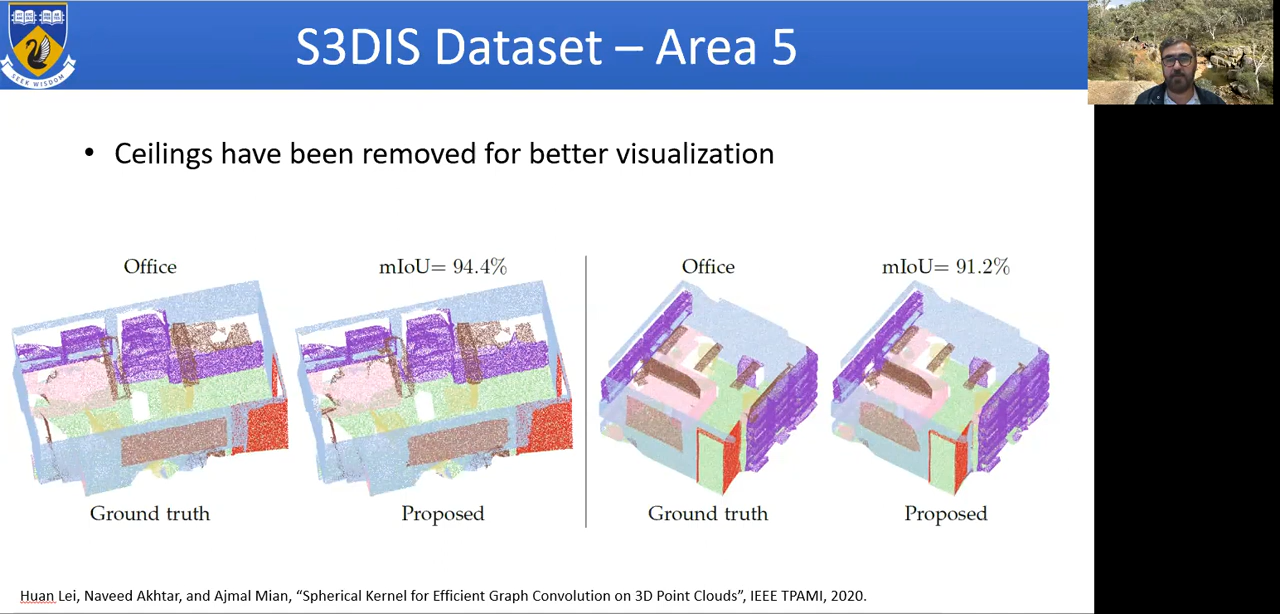 SEEK WISDOM
S3DIS Dataset – Area 5
• Ceilings have been removed for better visualization
Office
mIoU= 94.4%
Office
mIoU= 91.2%
Ground truth
Proposed
Ground truth
Proposed
Huan Lei, Naveed Akhtar, and Ajmal Mian, “Spherical Kernel for Efficient Graph Convolution on 3D Point Clouds”, IEEE TPAMI, 2020.